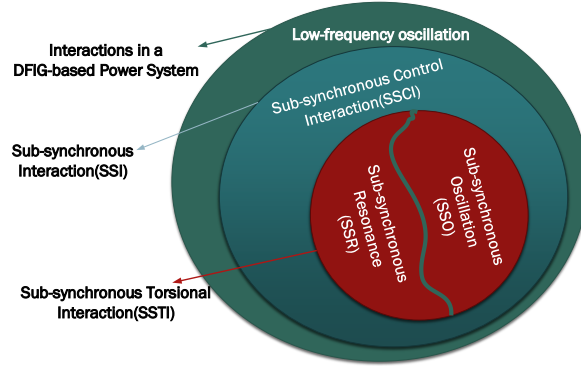 Low-frequency oscillation
Interactions in a
DFIG-based Power System
Sub-synchronous Control
Interaction(SSCI)
Sub-synchronous
Interaction(SSI)
Sub-synchronous
Resonance
(SSR)
Sub-synchronous
Oscillation
(SSO)
Sub-synchronous Torsional
Interaction(SSTI)